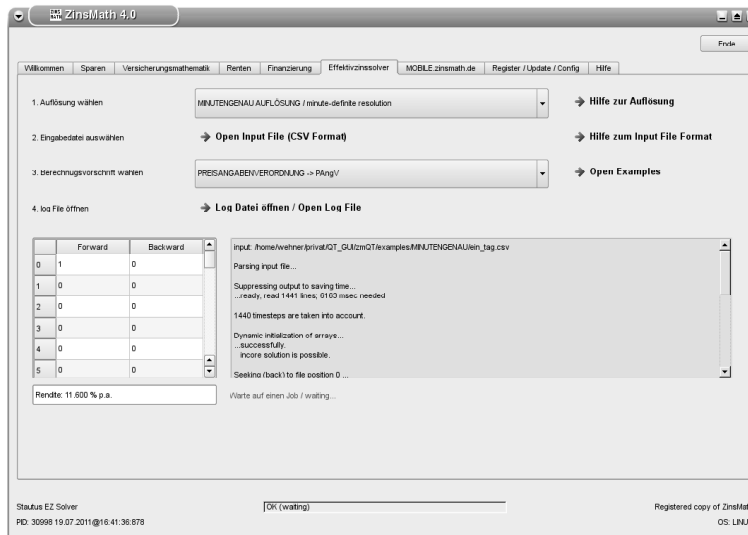 ZINS MATH ZinsMath 4.0
Ende
Willkommen Sparen Versicherungsmathematik Renten Finanzierung Effektivzinssolver MOBILE.zinsmath.de Register / Update / Config Hilfe
1. Auflösung wählen MINUTENGENAU AUFLÖSUNG / minute-definite resolution Hilfe zur Auflösung
2. Eingabedatei auswählen Open Input File (CSV Format) Hilfe zum Input File Format
3. Berechnugsvorschrift wählen PREISANGABENVERORDNUNG -> PAngV Open Examples
4. log File öffnen Log Datei öffnen / Open Log File
Forward Backward
0 1 0
1 0 0
2 0 0
3 0 0
4 0 0
5 0 0
input: /home/wehner/privat/QT_GUI/zmQT/examples/MINUTENGENAU/ein_tag.csv
Parsing input file...
Suppressing output to saving time...
...ready, read 1441 lines; 6163 msec needed
1440 timesteps are taken into account.
Dynamic initialization of arrays...
...successfully.
incore solution is possible.
Seeking (back) to file position 0 ...
Rendite: 11.600 % p.a. Warte auf einen Job / waiting...
Stautus EZ Solver OK (waiting) Registered copy of ZinsMat
PID: 30998 19.07.2011@16:41:36:878 OS: LINU